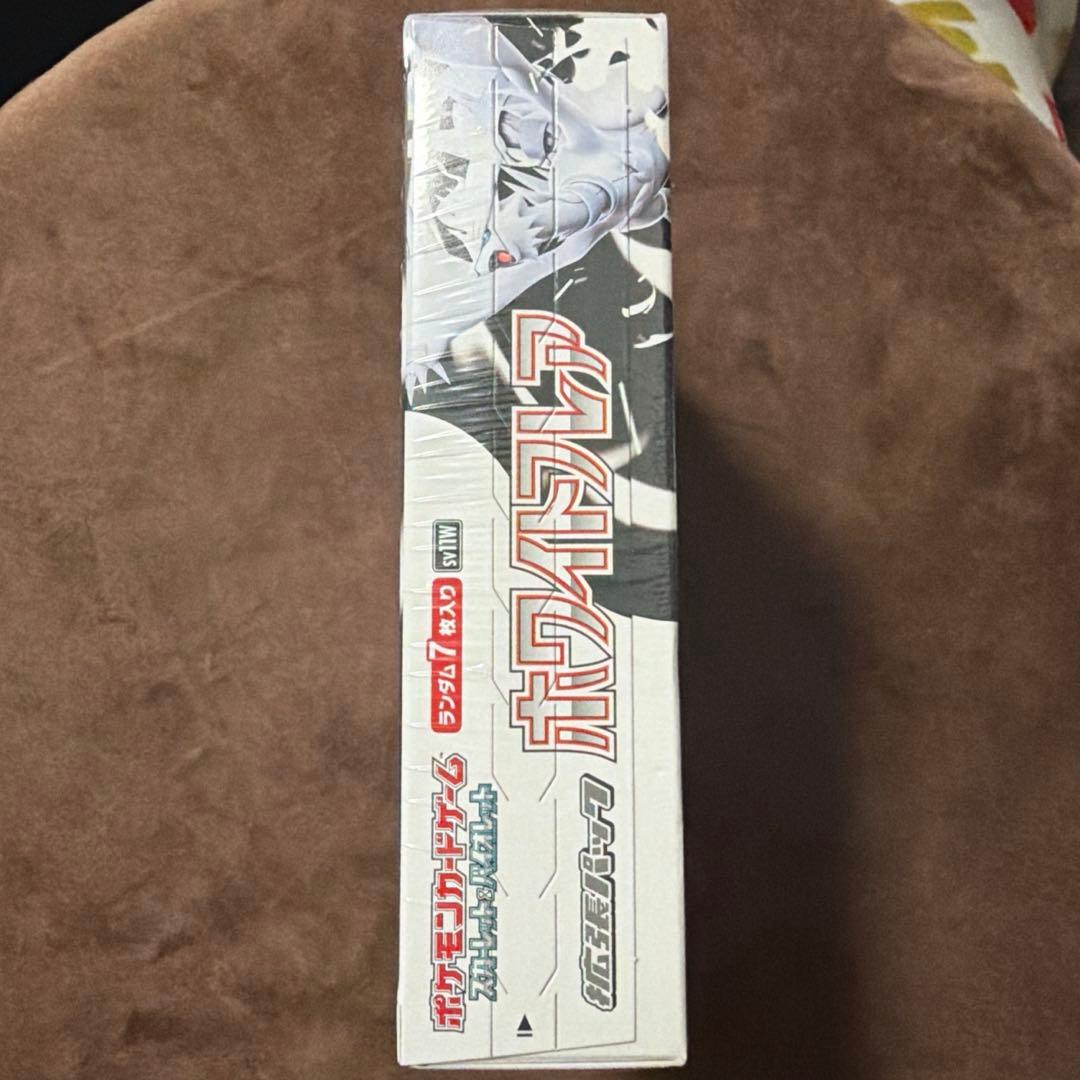 ポケモンカードゲーム
スカーレット&バイオレット
ランダム7枚入り
sv11W
拡張パック
ホワイトフレア